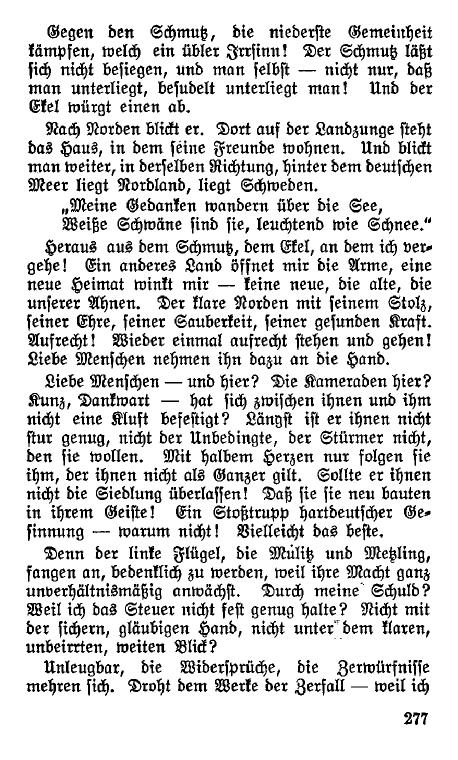 Gegen den Schmutz, die niederste Gemeinheit
kämpfen, welch ein übler Irrsinn! Der Schmutz läßt
sich nicht besiegen, und man selbst — nicht nur, daß
man unterliegt, besudelt unterliegt man! Und der
Ekel würgt einen ab.
Nach Norden blickt er. Dort auf der Landzunge steht
das Haus, in dem seine Freunde wohnen. Und blickt
man weiter, in derselben Richtung, hinter dem deutschen
Meer liegt Nordland, liegt Schweden.
„Meine Gedanken wandern über die See,
Weiße Schwäne sind sie, leuchtend wie Schnee.“
Heraus aus dem Schmutz, dem Ekel, an dem ich ver-
gehe! Ein anderes Land öffnet mir die Arme, eine
neue Heimat winkt mir — keine neue, die alte, die
unserer Ahnen. Der klare Norden mit seinem Stolz,
seiner Ehre, seiner Sauberkeit, seiner gesunden Kraft.
Aufrecht! Wieder einmal aufrecht stehen und gehen!
Liebe Menschen nehmen ihn dazu an die Hand.
Liebe Menschen — und hier? Die Kameraden hier?
Kunz, Dankwart — hat sich zwischen ihnen und ihm
nicht eine Kluft befestigt? Längst ist er ihnen nicht
stur genug, nicht der Unbedingte, der Stürmer nicht,
den sie wollen. Mit halbem Herzen nur folgen sie
ihm, der ihnen nicht als Ganzer gilt. Sollte er ihnen
nicht die Siedlung überlassen! Daß sie sie neu bauten
in ihrem Geiste! Ein Stoßtrupp hartdeutscher Ge-
sinnung — warum nicht! Vielleicht das beste.
Denn der linke Flügel, die Mulitz und Metzling,
fangen an, bedenklich zu werden, weil ihre Macht ganz
unverhältnismäßig anwächst. Durch meine Schuld?
Weil ich das Steuer nicht fest genug halte? Nicht mit
der sichern, gläubigen Hand, nicht unter dem klaren,
unbeirrten, weiten Blick?
Unleugbar, die Widersprüche, die Zerwürfnisse
mehren sich. Droht dem Werke der Zerfall — weil ich
277